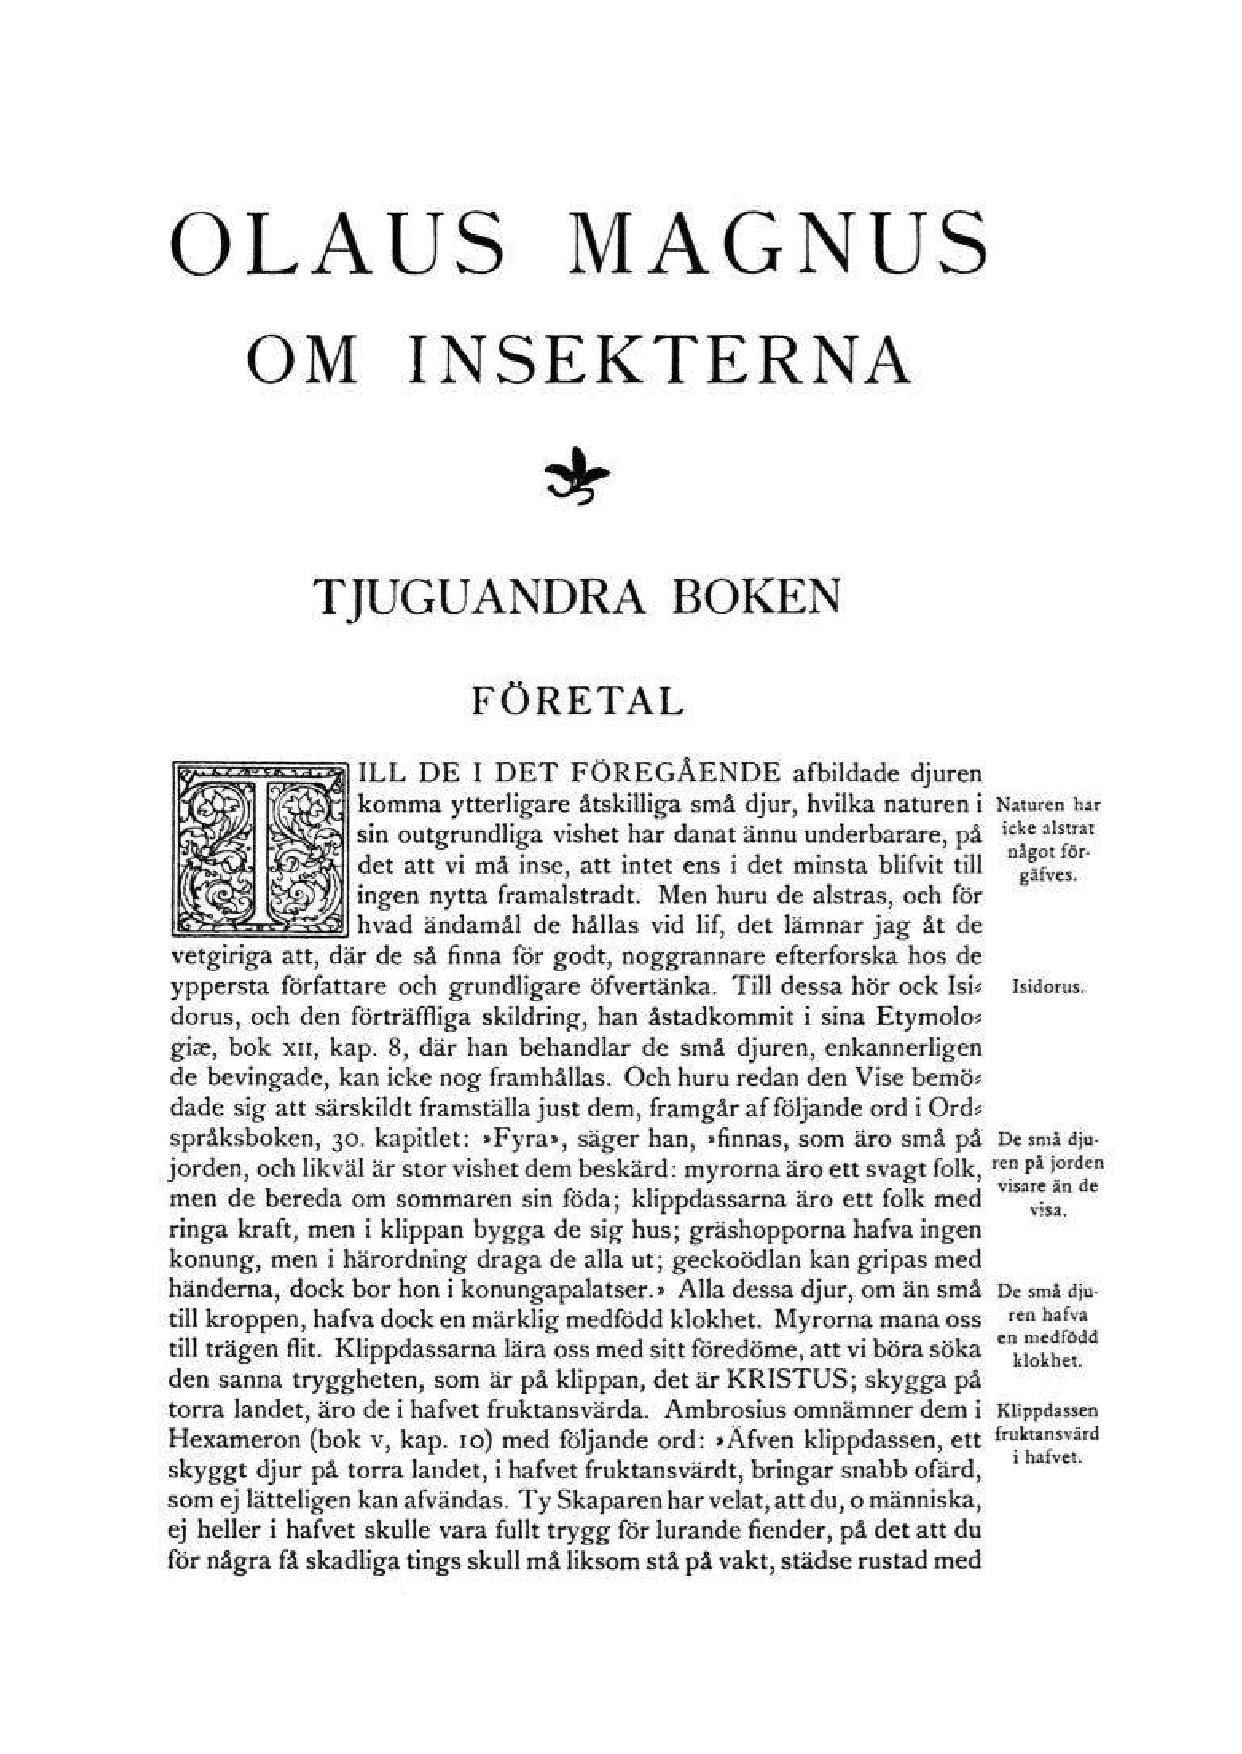 OLAUS MAGNUS
OM INSEKTERNA
TJUGUANDRA BOKEN
FÖRETAL
TILL DE I DET FÖREGÅENDE afbildade djuren
komma ytterligare åtskilliga små djur, hvilka naturen i
sin outgrundliga vishet har danat ännu underbarare, på
det att vi må inse, att intet ens i det minsta blifvit till
ingen nytta framalstradt. Men huru de alstras, och för
hvad ändamål de hållas vid lif, det lämnar jag åt de
vetgiriga att, där de så finna för godt, noggrannare efterforska hos de
yppersta författare och grundligare öfvertänka. Till dessa hör ock Isi-
dorus, och den förträffliga skildring, han åstadkommit i sina Etymolo-
giæ, bok XII, kap. 8, där han behandlar de små djuren, enkannerligen
de bevingade, kan icke nog framhållas. Och huru redan den Vise bemö-
dade sig att särskildt framställa just dem, framgår af följande ord i Ord-
språksboken, 30. kapitlet: »Fyra», säger han, »finnas, som äro små på
jorden, och likväl är stor vishet dem beskärd: myrorna äro ett svagt folk,
men de bereda om sommaren sin föda; klippdassarna äro ett folk med
ringa kraft, men i klippan bygga de sig hus; gräshopporna hafva ingen
konung, men i härordning draga de alla ut; geckoödlan kan gripas med
händerna, dock bor hon i konungapalatser.» Alla dessa djur, om än små
till kroppen, hafva dock en märklig medfödd klokhet. Myrorna mana oss
till trägen flit. Klippdassarna lära oss med sitt föredöme, att vi böra söka
den sanna tryggheten, som är på klippan, det är KRISTUS; skygga på
torra landet, äro de i hafvet fruktansvärda. Ambrosius omnämner dem i
Hexameron (bok V, kap. 10) med följande ord: »Äfven klippdassen, ett
skyggt djur på torra landet, i hafvet fruktansvärdt, bringar snabb ofärd,
som ej lätteligen kan afvändas. Ty Skaparen har velat, att du, o människa,
ej heller i hafvet skulle vara fullt trygg för lurande fiender, på det att du
för några få skadliga tings skull må liksom stå på vakt, städse rustad med
Naturen har
icke alstrat
något för-
gäfves.
Isidorus.
De små dju-
ren på jorden
visare än de
visa.
De små dju-
ren hafva
en medfödd
klokhet.
Klippdassen
fruktansvärd
i hafvet.